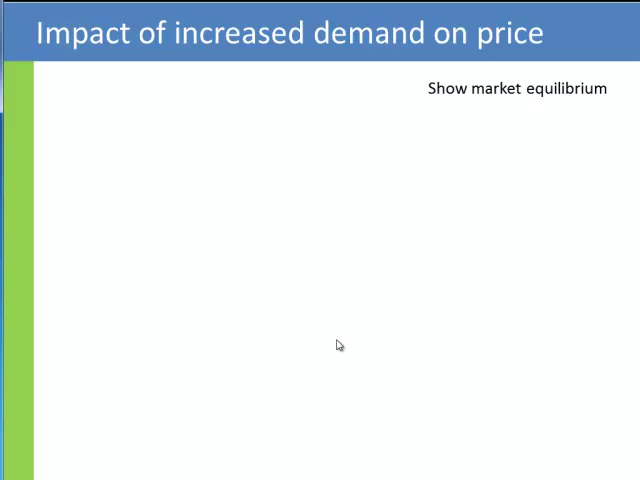 Impact of increased demand on price
Show market equilibrium